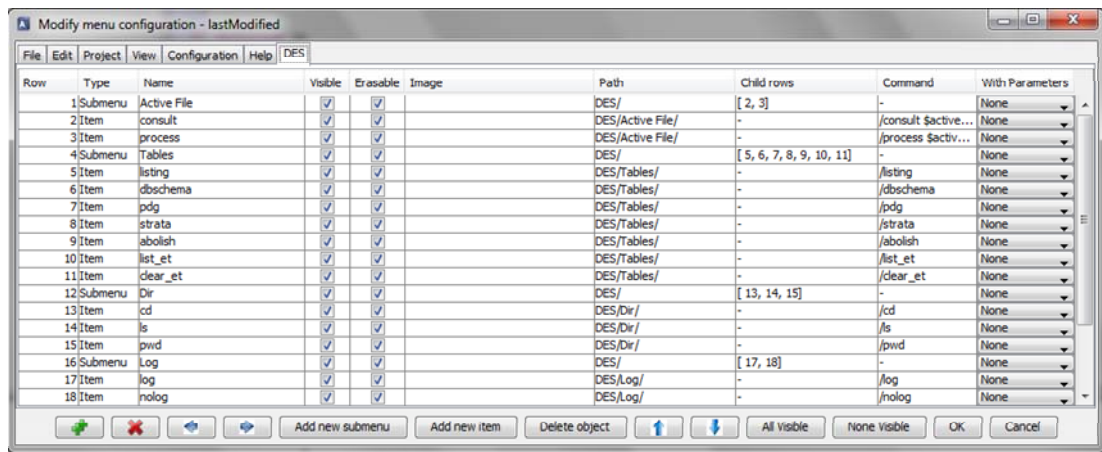 Modify menu configuration - lastModified
File Edit Project View Configuration Help DES
Row Type Name Visible Erasable Image Path Child rows Command With Parameters
1 Submenu Active File DES/ [ 2, 3] - None
2 Item consult DES/Active File/ - /consult $active... None
3 Item process DES/Active File/ - /process $activ... None
4 Submenu Tables DES/ [ 5, 6, 7, 8, 9, 10, 11] - None
5 Item listing DES/Tables/ - /listing None
6 Item dbschema DES/Tables/ - /dbschema None
7 Item pdg DES/Tables/ - /pdg None
8 Item strata DES/Tables/ - /strata None
9 Item abolish DES/Tables/ - /abolish None
10 Item list_et DES/Tables/ - /list_et None
11 Item clear_et DES/Tables/ - /clear_et None
12 Submenu Dir DES/ [ 13, 14, 15] - None
13 Item cd DES/Dir/ - /cd None
14 Item ls DES/Dir/ - /ls None
15 Item pwd DES/Dir/ - /pwd None
16 Submenu Log DES/ [ 17, 18] - None
17 Item log DES/Log/ - /log None
18 Item nolog DES/Log/ - /nolog None
Add new submenu Add new item Delete object All Visible None Visible OK Cancel